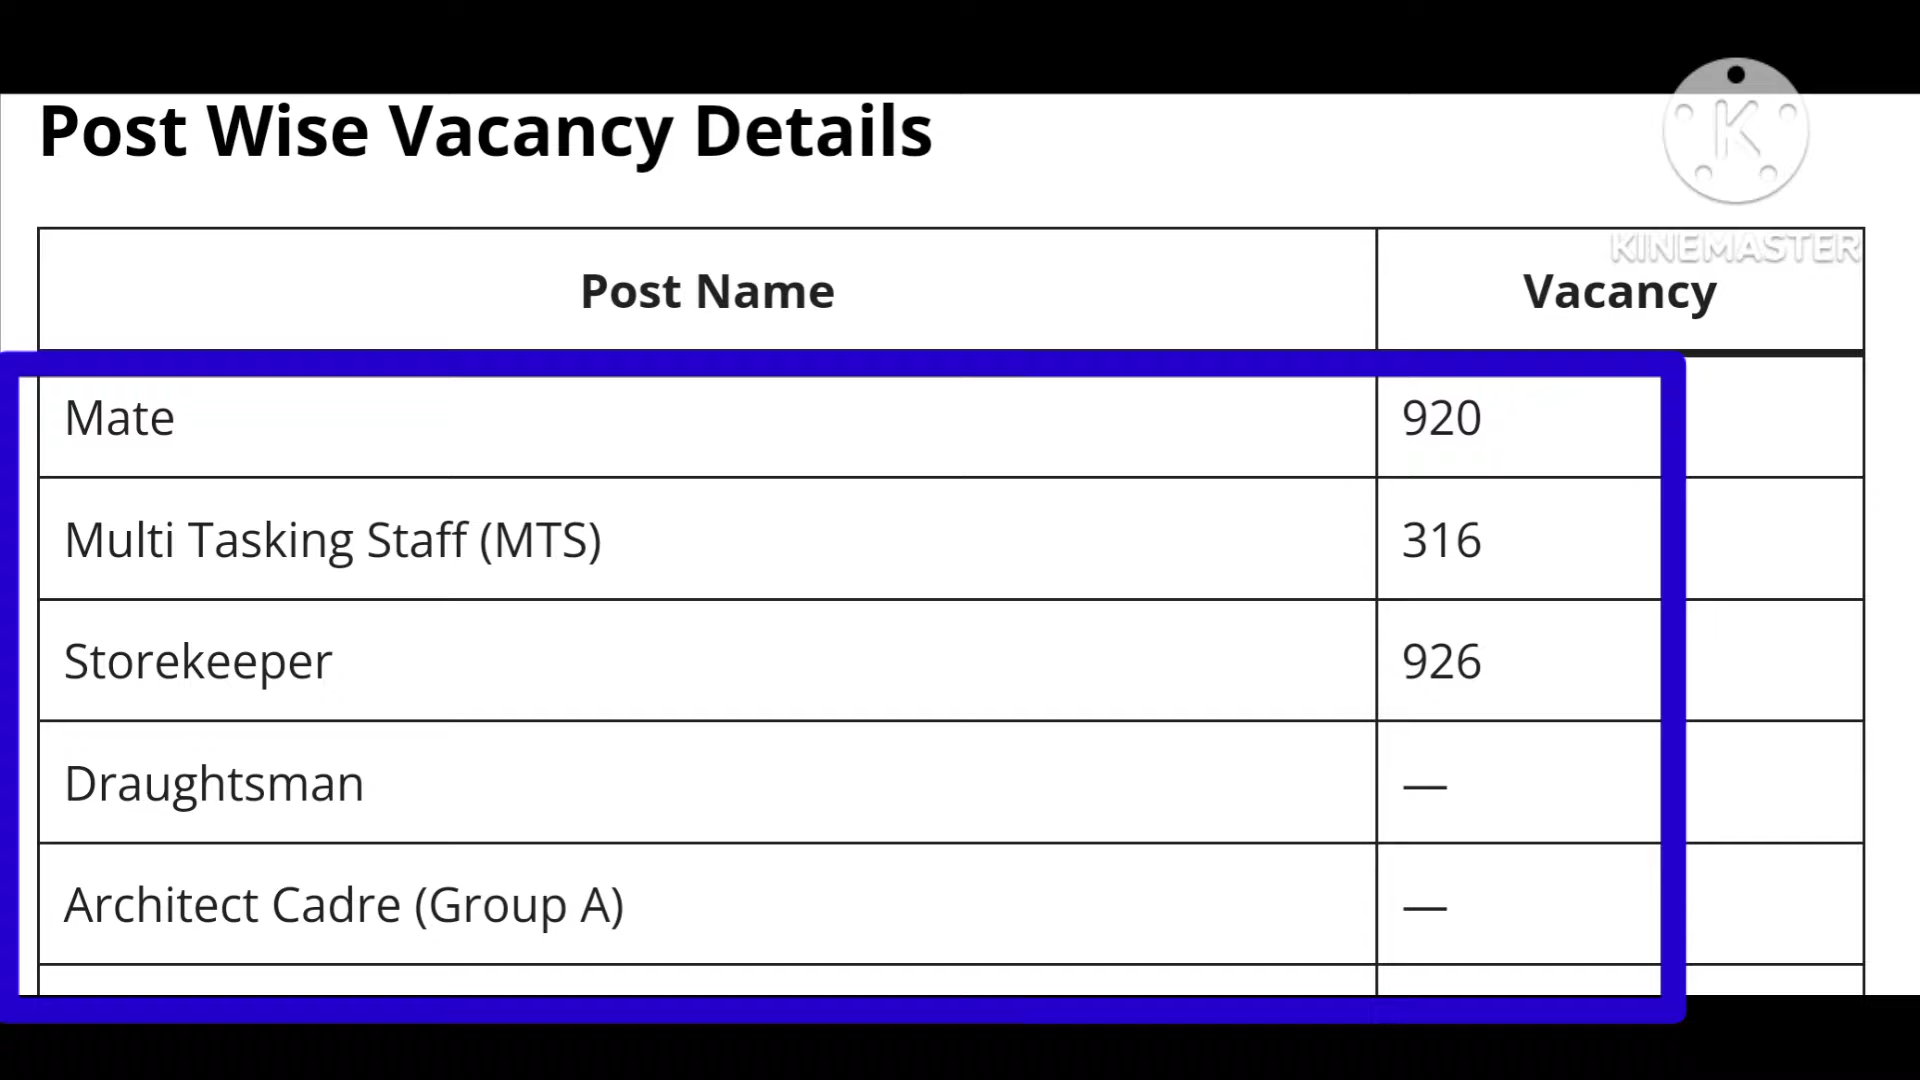 Post Wise Vacancy Details
K
KINEMASTER
Post Name Vacancy
Mate 920
Multi Tasking Staff (MTS) 316
Storekeeper 926
Draughtsman —
Architect Cadre (Group A) —